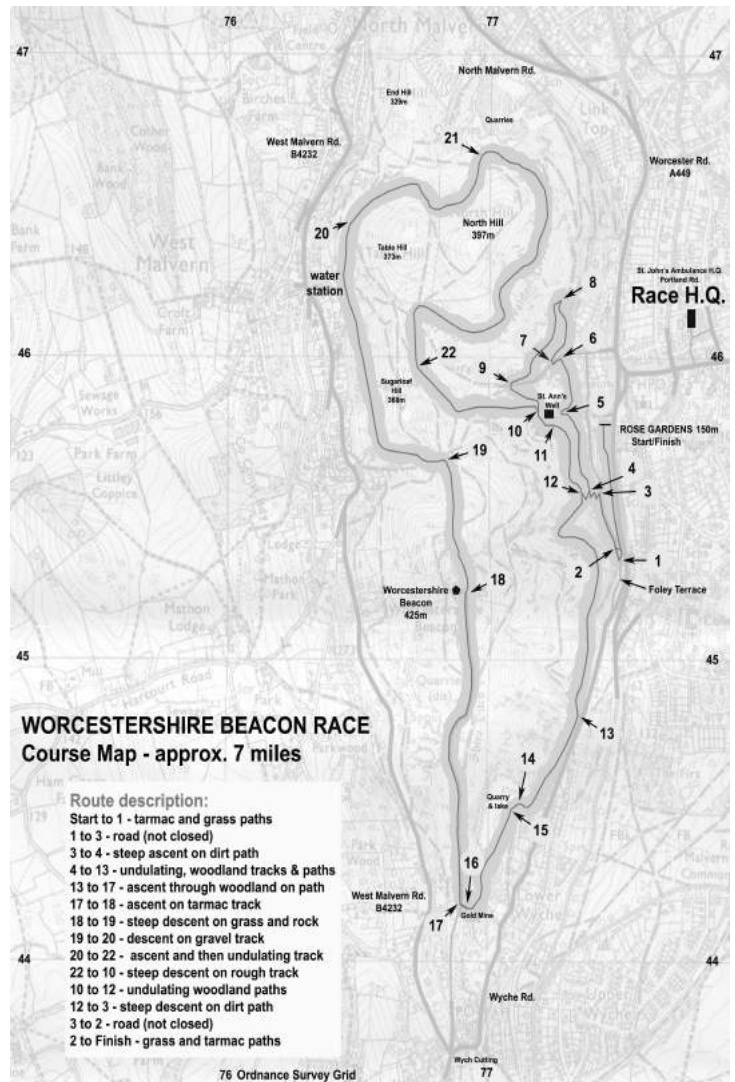 76
77
North Malvern
47
47
North Malvern Rd.
End Hill
329m
Birches
Farm
Quarries
Link
Top
West Malvern Rd.
B4232
21
Worcester Rd.
A449
Bank
Farm
West
Malvern
20
North Hill
397m
Table Hill
373m
water
station
St. John's Ambulance H.Q.
Portland Rd.
Race H.Q.
8
Croft
Farm
7
6
46
46
22
9
Sugarloaf
Hill
368m
St. Ann's
Well
5
Sewage
Works
156
10
ROSE GARDENS 150m
Start/Finish
123
Park Farm
11
Littley
Coppice
19
4
12
3
Lodge
2
1
Mathon
Park
18
Foley Terrace
Worcestershire
Beacon
425m
Mathon
Lodge
45
45
Harcourt Road
WORCESTERSHIRE BEACON RACE
Course Map - approx. 7 miles
13
14
Quarry
& lake
15
Route description:
Start to 1 - tarmac and grass paths
1 to 3 - road (not closed)
3 to 4 - steep ascent on dirt path
4 to 13 - undulating, woodland tracks & paths
13 to 17 - ascent through woodland on path
17 to 18 - ascent on tarmac track
18 to 19 - steep descent on grass and rock
19 to 20 - descent on gravel track
20 to 22 - ascent and then undulating track
22 to 10 - steep descent on rough track
10 to 12 - undulating woodland paths
12 to 3 - steep descent on dirt path
3 to 2 - road (not closed)
2 to Finish - grass and tarmac paths
16
West Malvern Rd.
B4232
17
Gold Mine
Lower
Wyche
44
44
Wyche Rd.
Wych Cutting
76 Ordnance Survey Grid
77